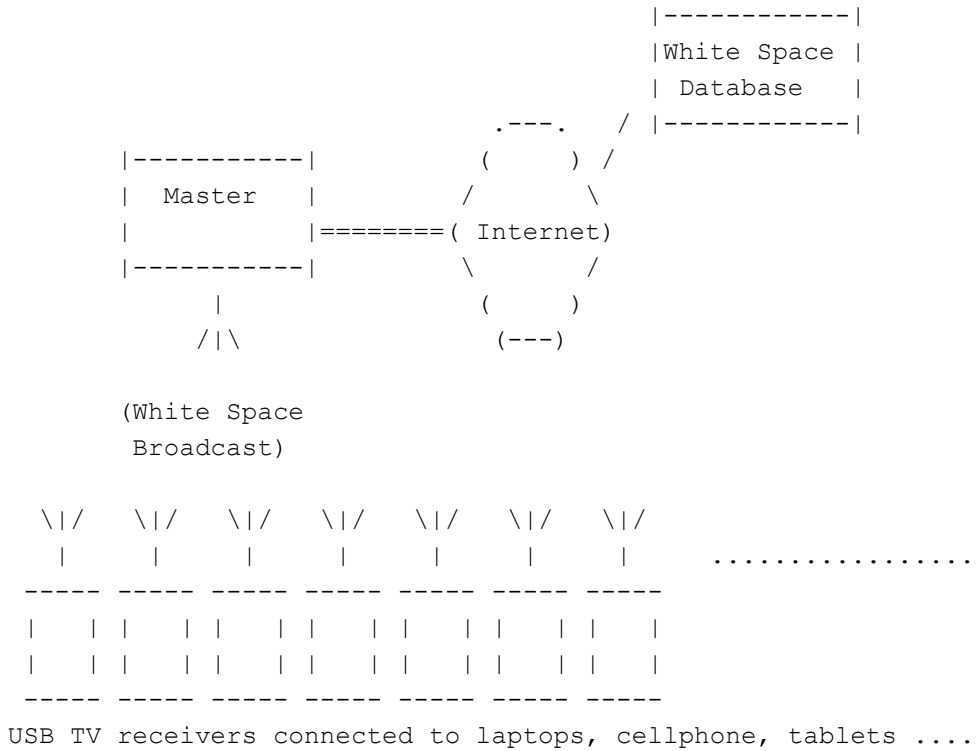 White Space
Database
Master
Internet
(White Space
Broadcast)
USB TV receivers connected to laptops, cellphone, tablets ....